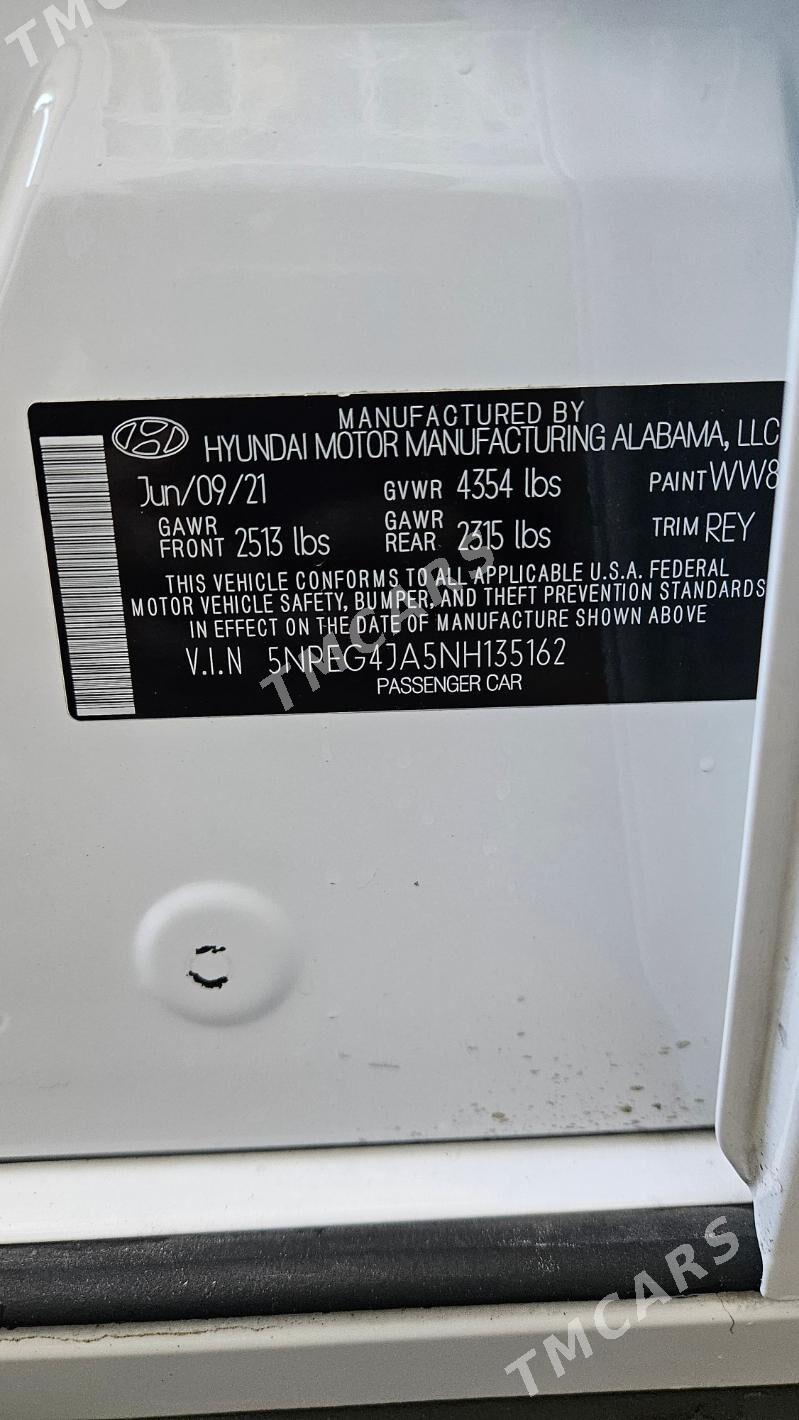 TMCARS
MANUFACTURED BY
HYUNDAI MOTOR MANUFACTURING ALABAMA, LLC
Jun/09/21 GVWR 4354 lbs PAINT WW8
GAWR FRONT 2513 lbs GAWR REAR 2315 lbs TRIM REY
THIS VEHICLE CONFORMS TO ALL APPLICABLE U.S.A. FEDERAL
MOTOR VEHICLE SAFETY, BUMPER, AND THEFT PREVENTION STANDARDS
IN EFFECT ON THE DATE OF MANUFACTURE SHOWN ABOVE
V.I.N 5NPEG4JA5NH135162
PASSENGER CAR
TMCARS